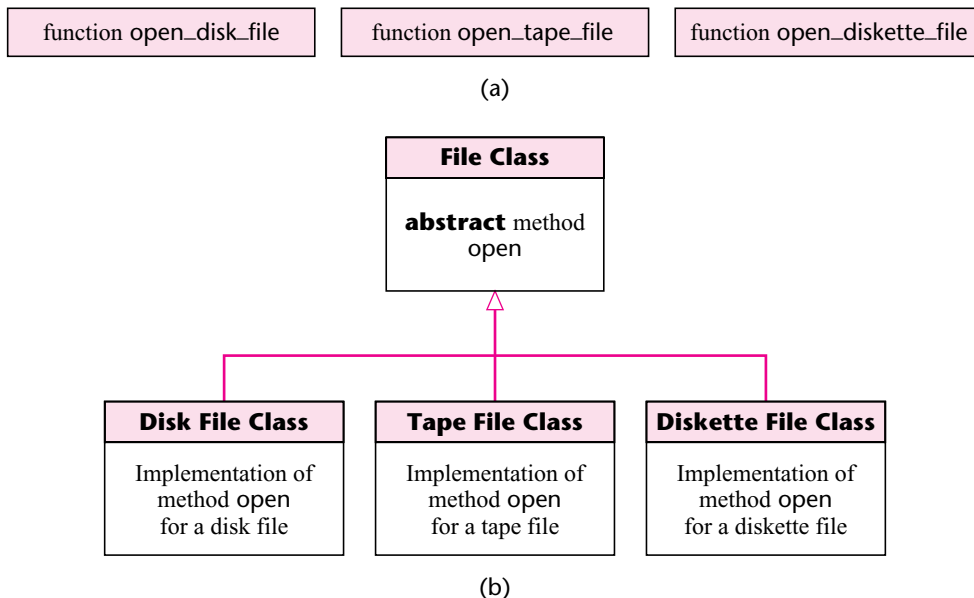 function open_disk_file
function open_tape_file
function open_diskette_file
(a)
File Class
abstract method
open
Disk File Class
Implementation of
method open
for a disk file
Tape File Class
Implementation of
method open
for a tape file
Diskette File Class
Implementation of
method open
for a diskette file
(b)